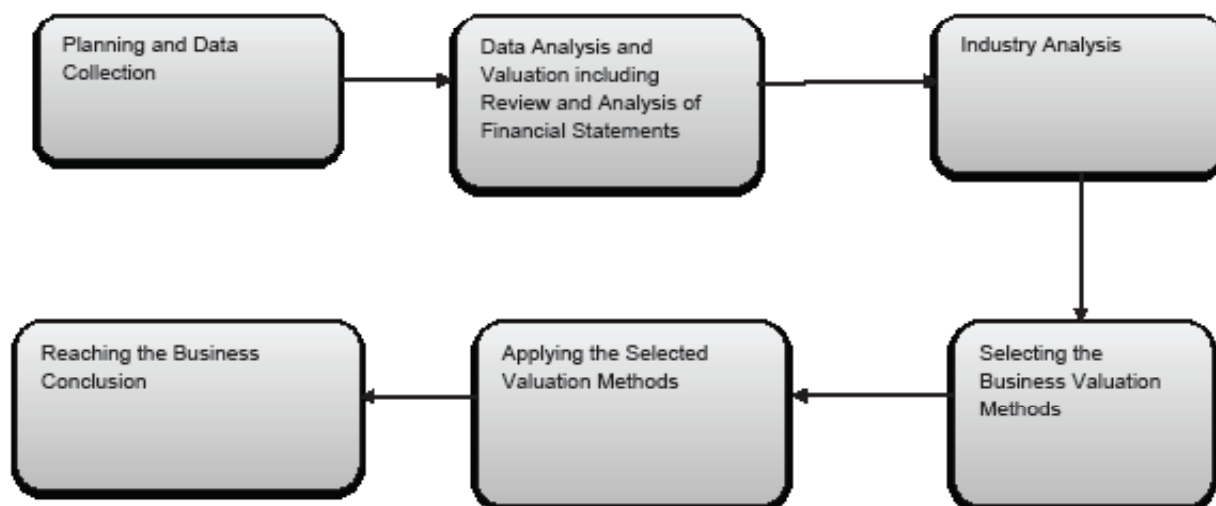 Planning and Data
Collection
Data Analysis and
Valuation including
Review and Analysis of
Financial Statements
Industry Analysis
Selecting the
Business Valuation
Methods
Applying the Selected
Valuation Methods
Reaching the Business
Conclusion